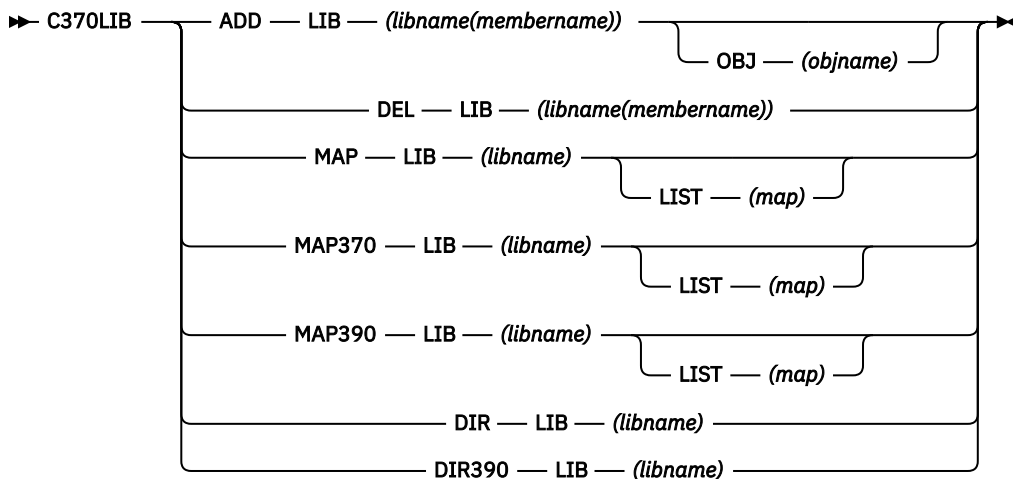 C370LIB ADD LIB (libname(membername))
OBJ (objname)
DEL LIB (libname(membername))
MAP LIB (libname)
LIST (map)
MAP370 LIB (libname)
LIST (map)
MAP390 LIB (libname)
LIST (map)
DIR LIB (libname)
DIR390 LIB (libname)